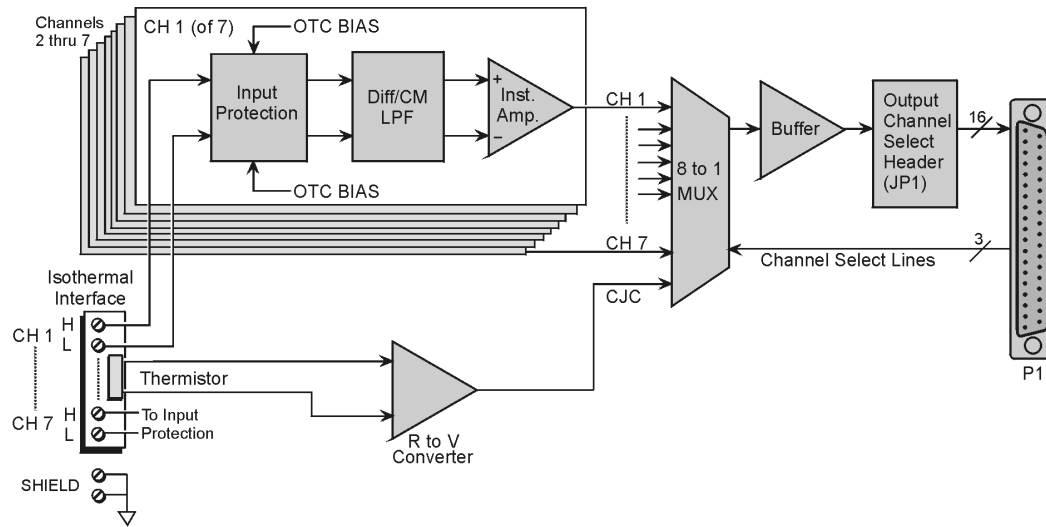 Channels
2 thru 7
CH 1 (of 7)
OTC BIAS
Input
Protection
OTC BIAS
Diff/CM
LPF
+
Inst.
Amp.
−
CH 1
8 to 1
MUX
CH 7
CJC
Buffer
Output
Channel
Select
Header
(JP1)
16
3
Channel Select Lines
P1
Isothermal
Interface
CH 1
H
L
Thermistor
CH 7
H
L
To Input
Protection
R to V
Converter
SHIELD